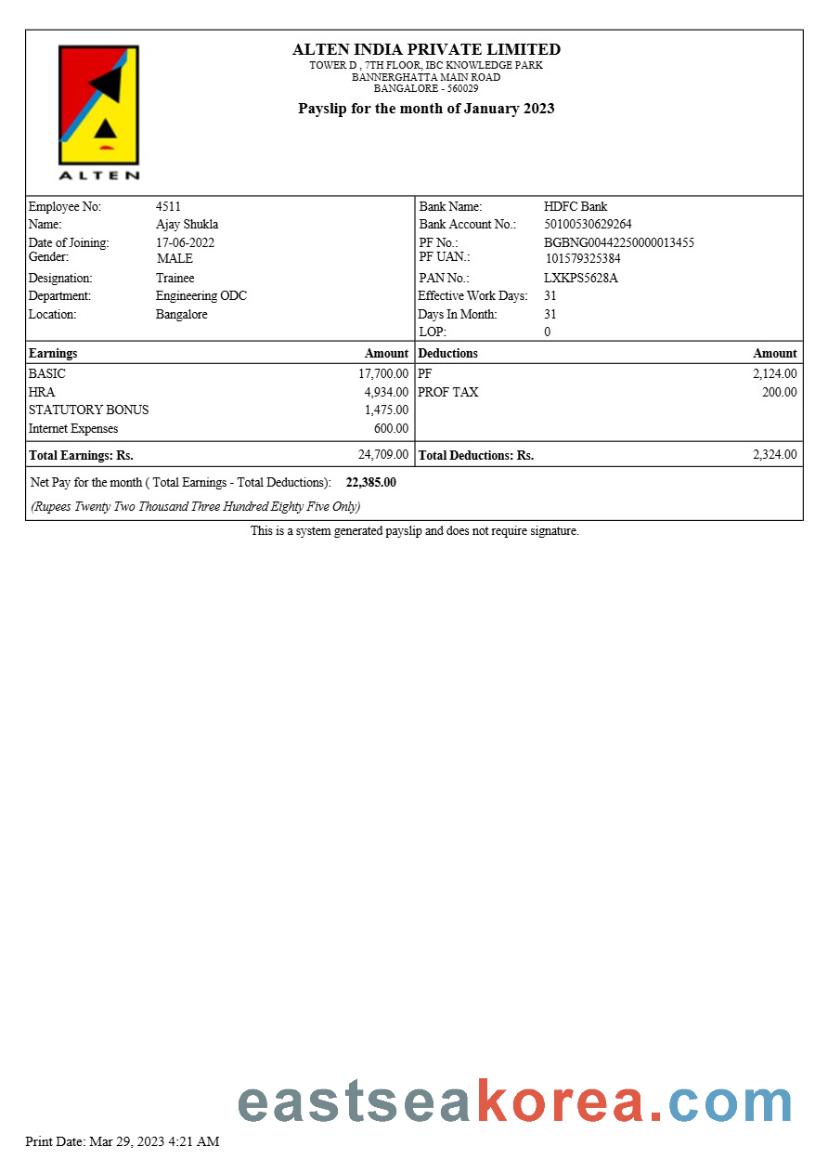 ALTEN
ALTEN INDIA PRIVATE LIMITED
TOWER D , 7TH FLOOR, IBC KNOWLEDGE PARK
BANNERGHATTA MAIN ROAD
BANGALORE - 560029
Payslip for the month of January 2023
Employee No: 4511 Bank Name: HDFC Bank
Name: Ajay Shukla Bank Account No.: 50100530629264
Date of Joining: 17-06-2022 PF No.: BGBNG00442250000013455
Gender: MALE PF UAN.: 101579325384
Designation: Trainee PAN No.: LXKPS5628A
Department: Engineering ODC Effective Work Days: 31
Location: Bangalore Days In Month: 31
LOP: 0
Earnings Amount Deductions Amount
BASIC 17,700.00 PF 2,124.00
HRA 4,934.00 PROF TAX 200.00
STATUTORY BONUS 1,475.00
Internet Expenses 600.00
Total Earnings: Rs. 24,709.00 Total Deductions: Rs. 2,324.00
Net Pay for the month ( Total Earnings - Total Deductions): 22,385.00
(Rupees Twenty Two Thousand Three Hundred Eighty Five Only)
This is a system generated payslip and does not require signature.
eastseakorea.com
Print Date: Mar 29, 2023 4:21 AM